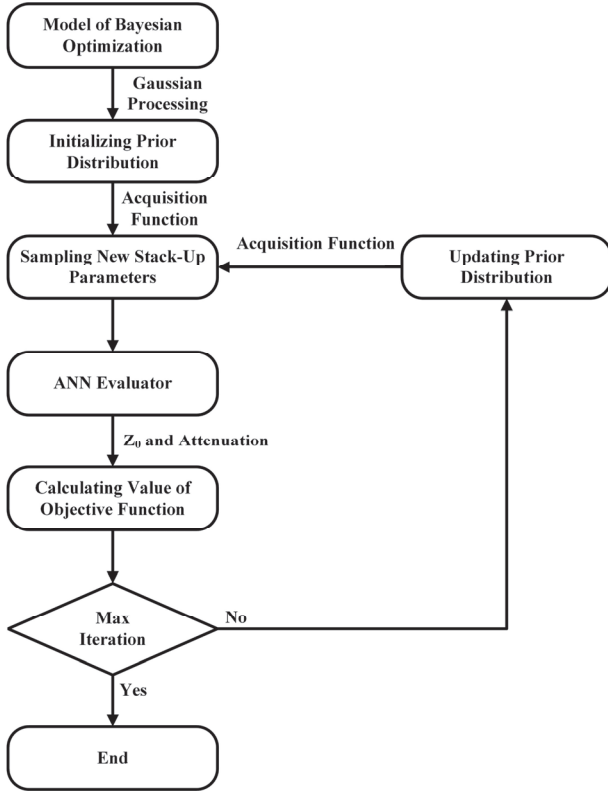 Model of Bayesian
Optimization
Gaussian
Processing
Initializing Prior
Distribution
Acquisition
Function
Sampling New Stack-Up
Parameters
Acquisition Function
Updating Prior
Distribution
ANN Evaluator
Z₀ and Attenuation
Calculating Value of
Objective Function
Max
Iteration
No
Yes
End